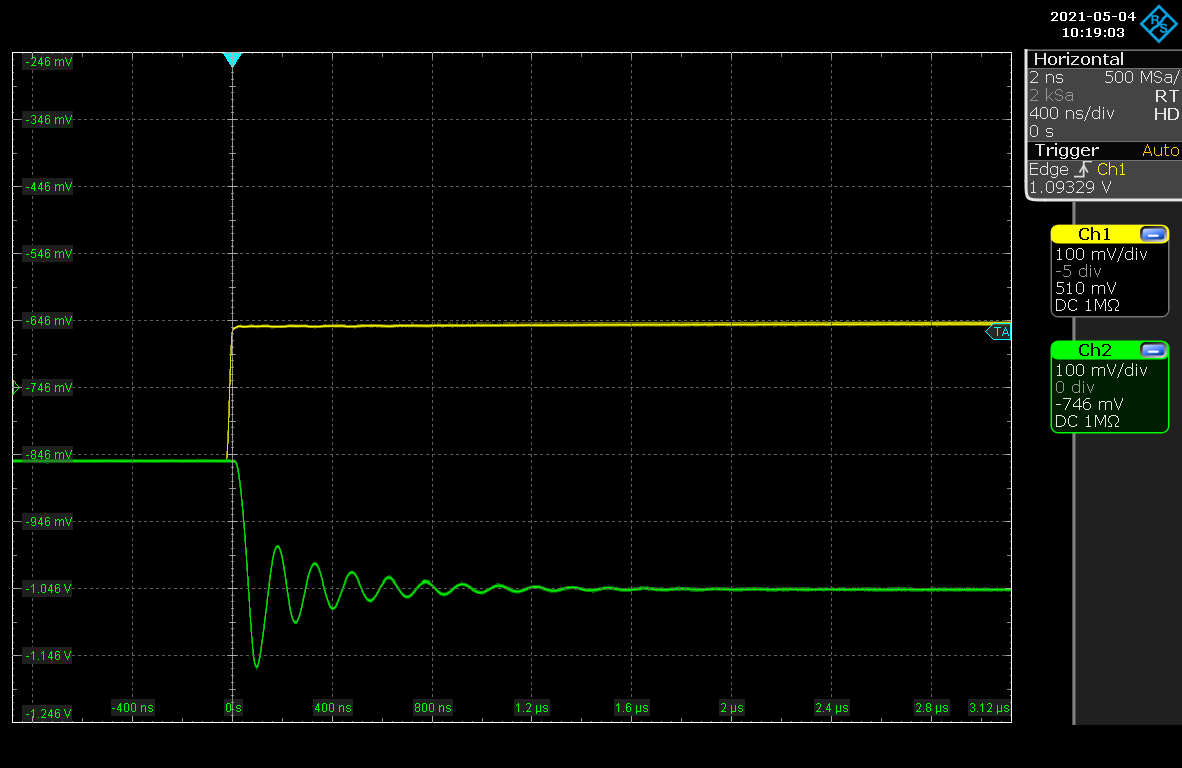 2021-05-04
10:19:03
R S
Horizontal
2 ns 500 MSa/
2 kSa RT
400 ns/div HD
0 s
Trigger Auto
Edge Ch1
1.09329 V
Ch1
100 mV/div
-5 div
510 mV
DC 1MΩ
Ch2
100 mV/div
0 div
-746 mV
DC 1MΩ
-246 mV
-346 mV
-446 mV
-546 mV
-646 mV
TA
-746 mV
-846 mV
-946 mV
-1.046 V
-1.146 V
-1.246 V
-400 ns 0 s 400 ns 800 ns 1.2 µs 1.6 µs 2 µs 2.4 µs 2.8 µs 3.12 µs